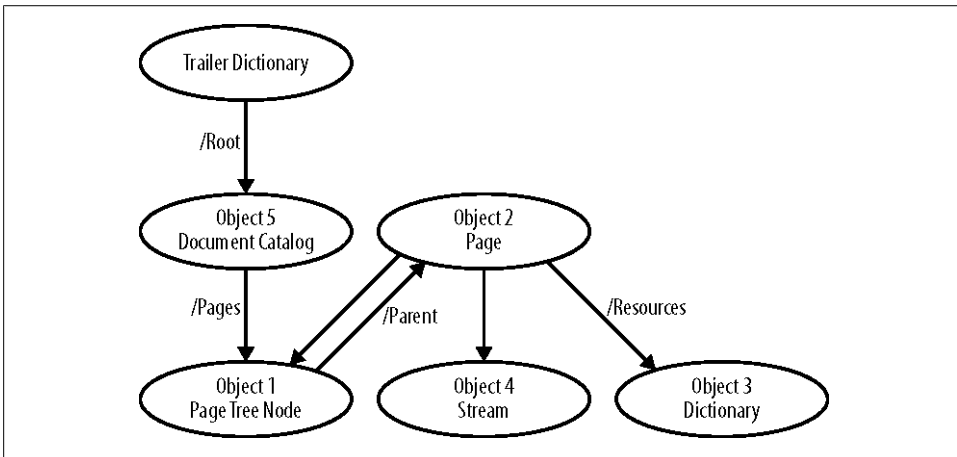 Trailer Dictionary
/Root
Object 5
Document Catalog
Object 2
Page
/Pages
/Parent
/Resources
Object 1
Page Tree Node
Object 4
Stream
Object 3
Dictionary